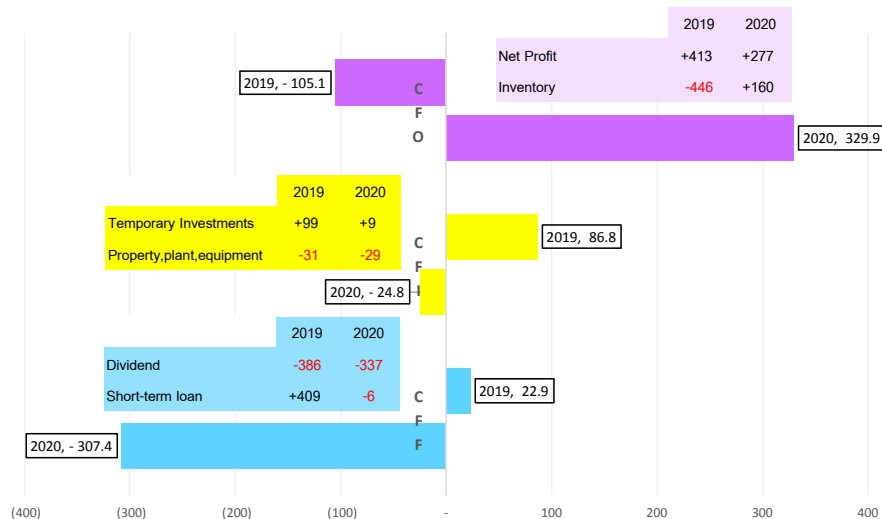 2019 2020
Net Profit +413 +277
Inventory -446 +160
2019, - 105.1
C
F
O
2020, 329.9
2019 2020
Temporary Investments +99 +9
Property,plant,equipment -31 -29
2019, 86.8
C
F
I
2020, - 24.8
2019 2020
Dividend -386 -337
Short-term loan +409 -6
2019, 22.9
C
F
F
2020, - 307.4
(400) (300) (200) (100) - 100 200 300 400